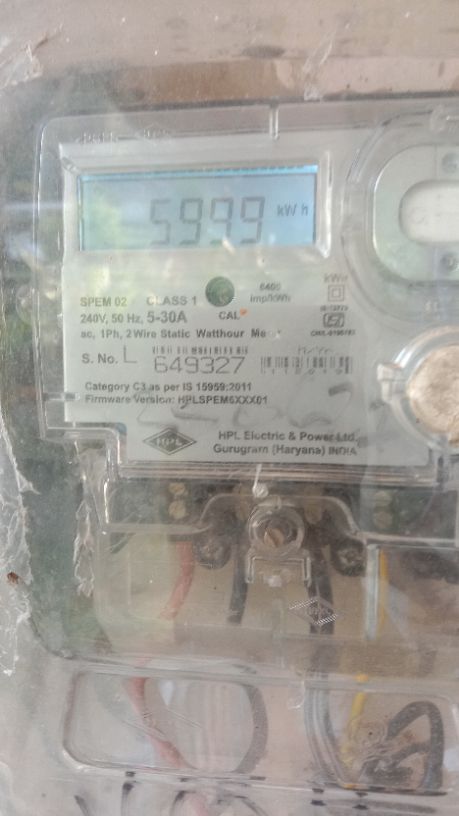 5999 kWh
SPEM 02 CLASS 1 6400 imp/kWh
240V, 50 Hz, 5-30A CAL
ac, 1Ph, 2 Wire Static Watthour Meter
S. No. L 649327
Category C3 as per IS 15959:2011
Firmware Version: HPLSPEM6XXX01
HPL
HPL Electric & Power Ltd.
Gurugram (Haryana) INDIA